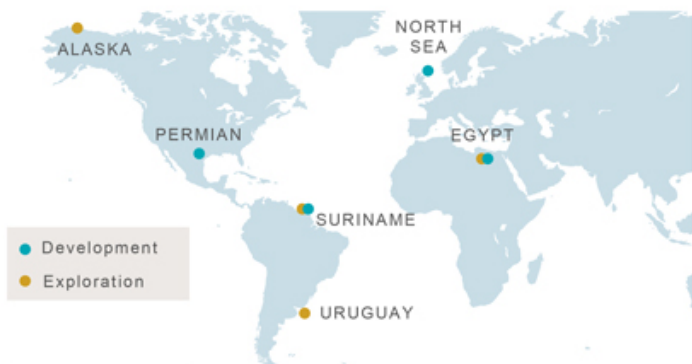 NORTH
SEA
ALASKA
PERMIAN
EGYPT
SURINAME
Development
Exploration
URUGUAY